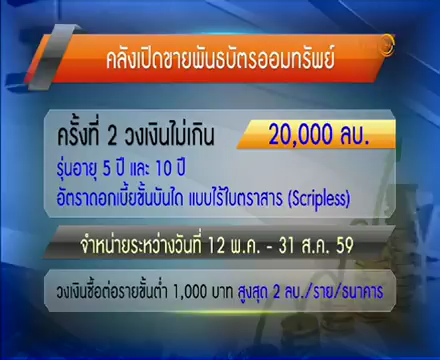 คลังเปิดขายพันธบัตรออมทรัพย์
ครั้งที่ 2 วงเงินไม่เกิน 20,000 ลบ.
รุ่นอายุ 5 ปี และ 10 ปี
อัตราดอกเบี้ยขั้นบันได แบบไร้ใบตราสาร (Scripless)
จำหน่ายระหว่างวันที่ 12 พ.ค. - 31 ส.ค. 59
วงเงินซื้อต่อรายขั้นต่ำ 1,000 บาท สูงสุด 2 ลบ./ราย/ธนาคาร